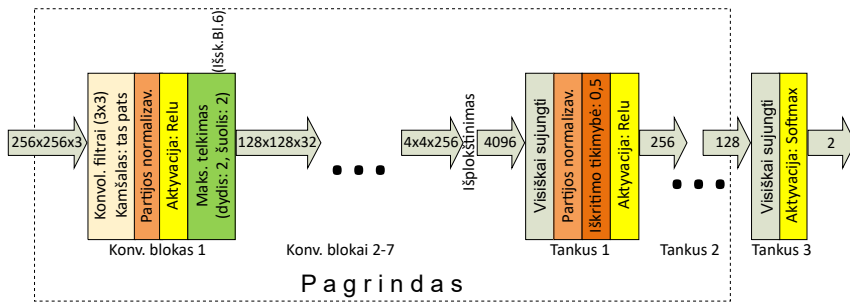 256x256x3
Konvol. filtrai (3x3)
Kamšalas: tas pats
Partijos normalizav.
Aktyvacija: Relu
Maks. telkimas
(dydis: 2, šuolis: 2)
(Išsk.Bl.6)
Konv. blokas 1
128x128x32
Konv. blokai 2-7
4x4x256
Išplokštinimas
4096
Visiškai sujungti
Partijos normalizav.
Iškritimo tikimybė: 0,5
Aktyvacija: Relu
Tankus 1
256
Tankus 2
128
Visiškai sujungti
Aktyvacija: Softmax
Tankus 3
2
Pagrindas